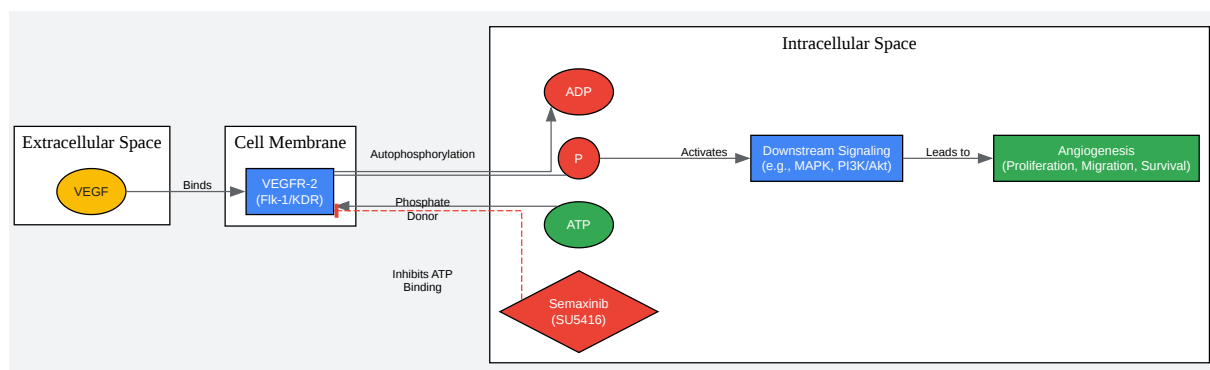 Intracellular Space
ADP
Extracellular Space
Cell Membrane
Autophosphorylation
P
Activates
Downstream Signaling
(e.g., MAPK, PI3K/Akt)
Leads to
Angiogenesis
(Proliferation, Migration, Survival)
VEGF
Binds
VEGFR-2
(Flk-1/KDR)
Phosphate
Donor
ATP
Inhibits ATP
Binding
Semaxinib
(SU5416)